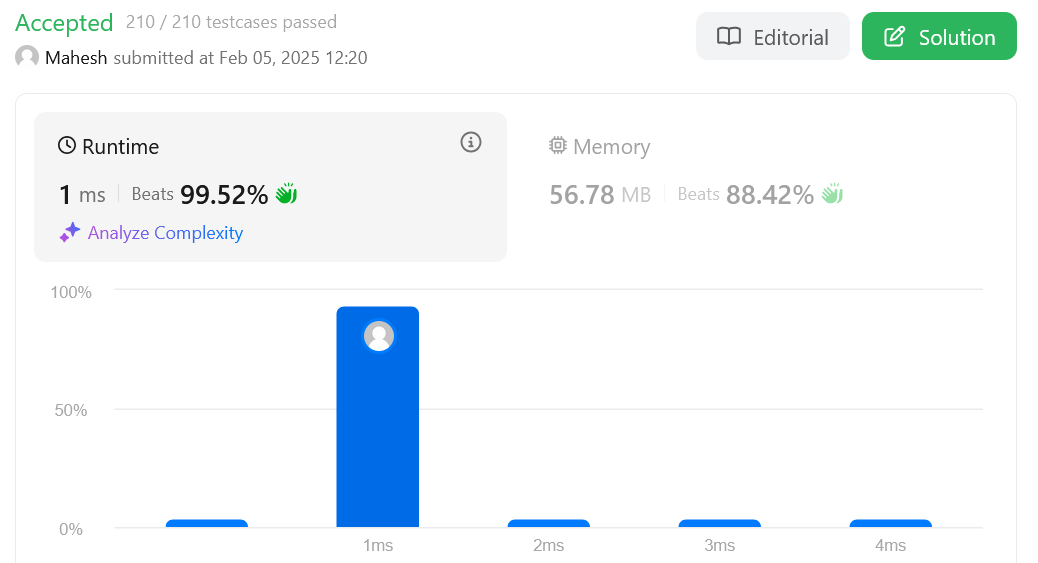 Accepted 210 / 210 testcases passed
Mahesh submitted at Feb 05, 2025 12:20
Editorial
Solution
Runtime
1 ms Beats 99.52%
Analyze Complexity
Memory
56.78 MB Beats 88.42%
100%
50%
0%
1ms 2ms 3ms 4ms